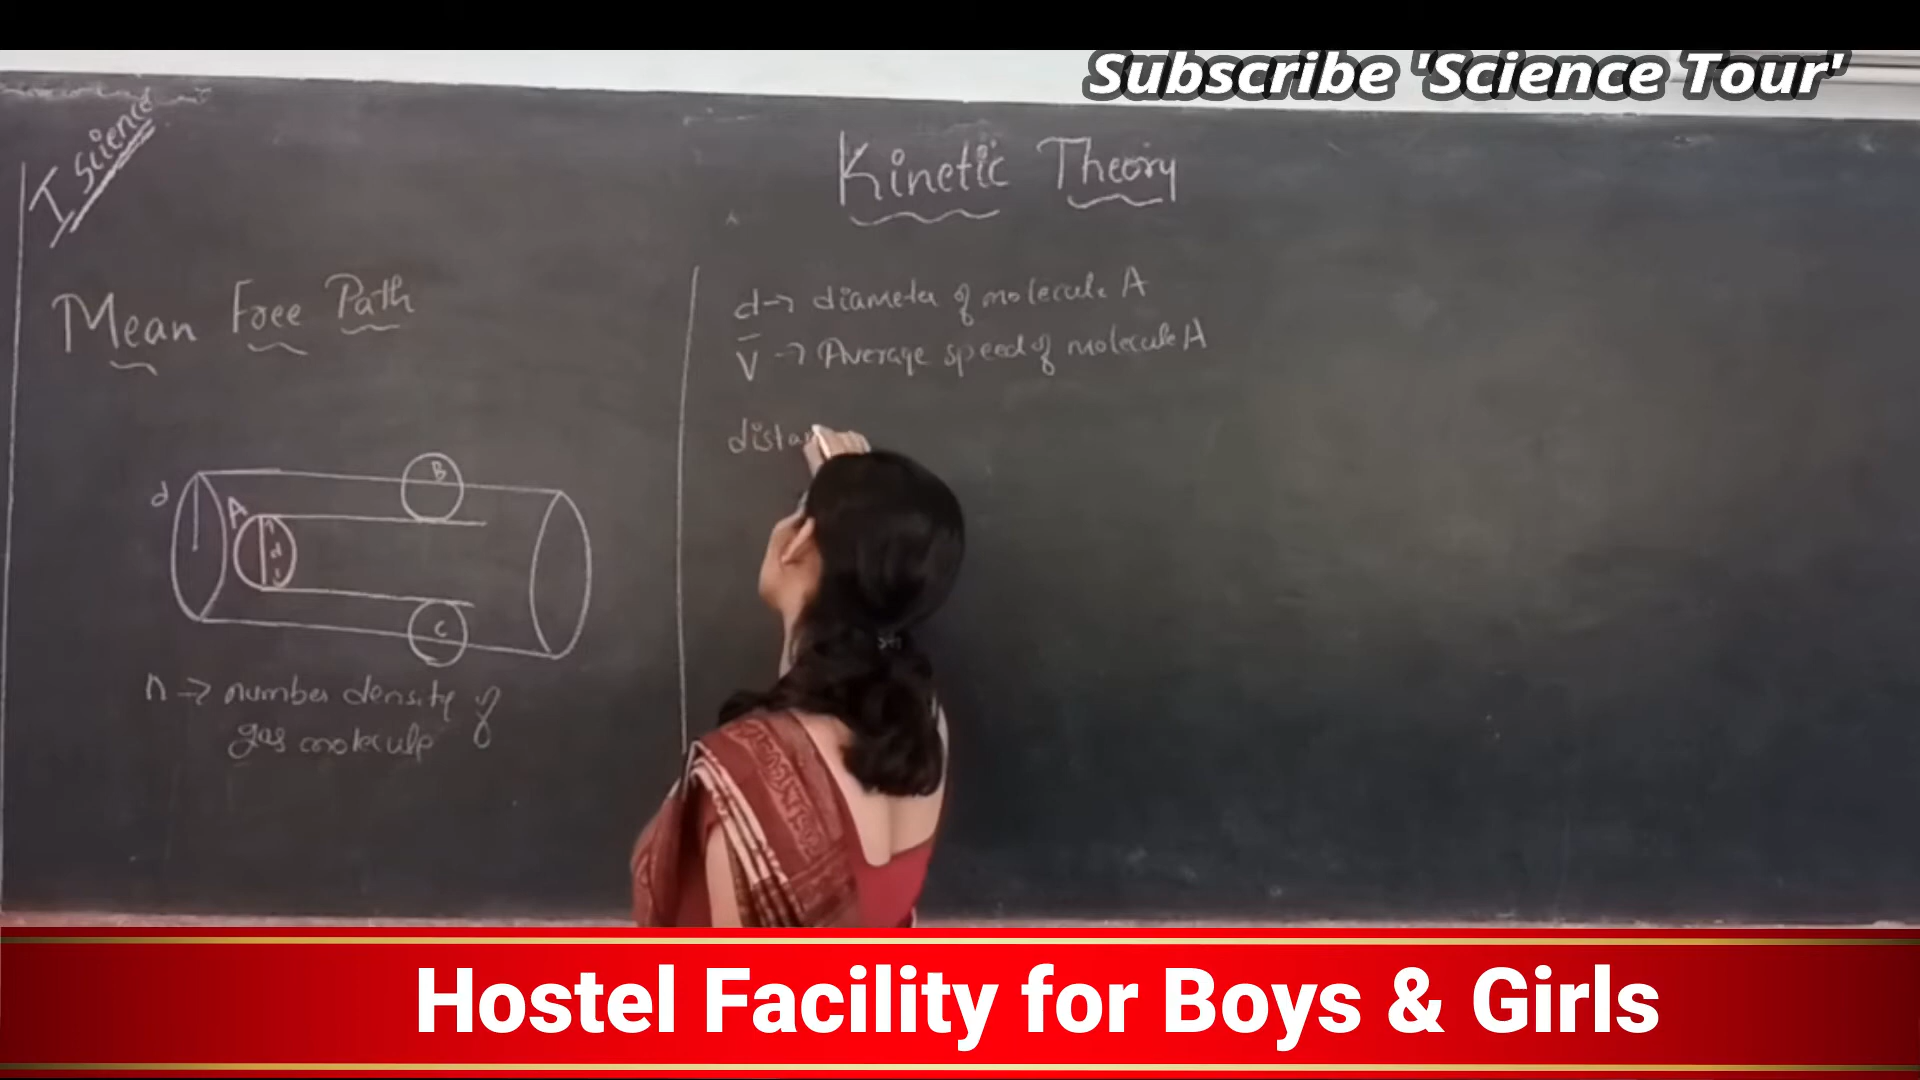 Subscribe 'Science Tour'
I Science
Kinetic Theory
Mean Free Path
d
A
d
B
C
n → number density of
gas molecule
d → diameter of molecule A
V̅ → Average speed of molecule A
distan
Hostel Facility for Boys & Girls